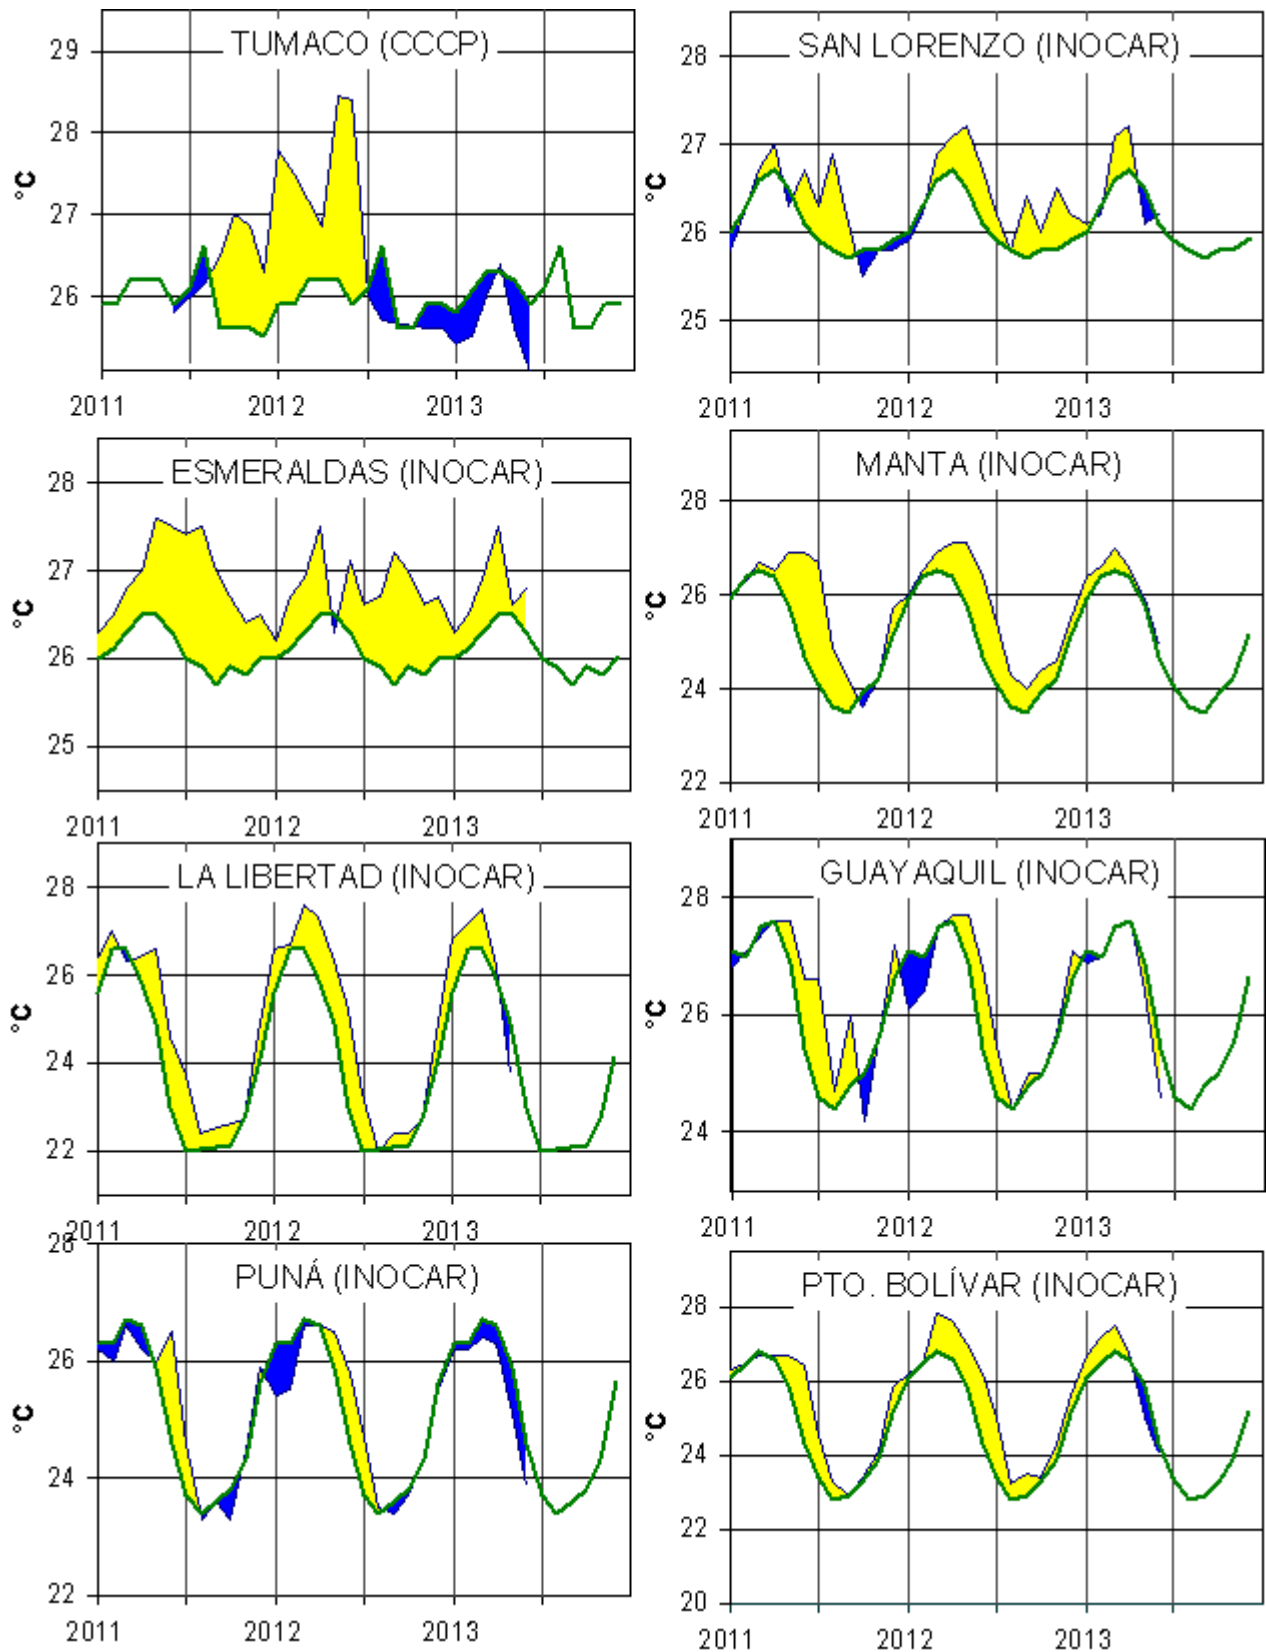 TUMACO (CCCP)
29
28
27
26
°C
2011 2012 2013
SAN LORENZO (INOCAR)
28
27
26
25
°C
2011 2012 2013
ESMERALDAS (INOCAR)
28
27
26
25
°C
2011 2012 2013
MANTA (INOCAR)
28
26
24
22
°C
2011 2012 2013
LA LIBERTAD (INOCAR)
28
26
24
22
°C
2011 2012 2013
GUAYAQUIL (INOCAR)
28
26
24
°C
2011 2012 2013
PUNÁ (INOCAR)
28
26
24
22
°C
2011 2012 2013
PTO. BOLÍVAR (INOCAR)
28
26
24
22
20
°C
2011 2012 2013